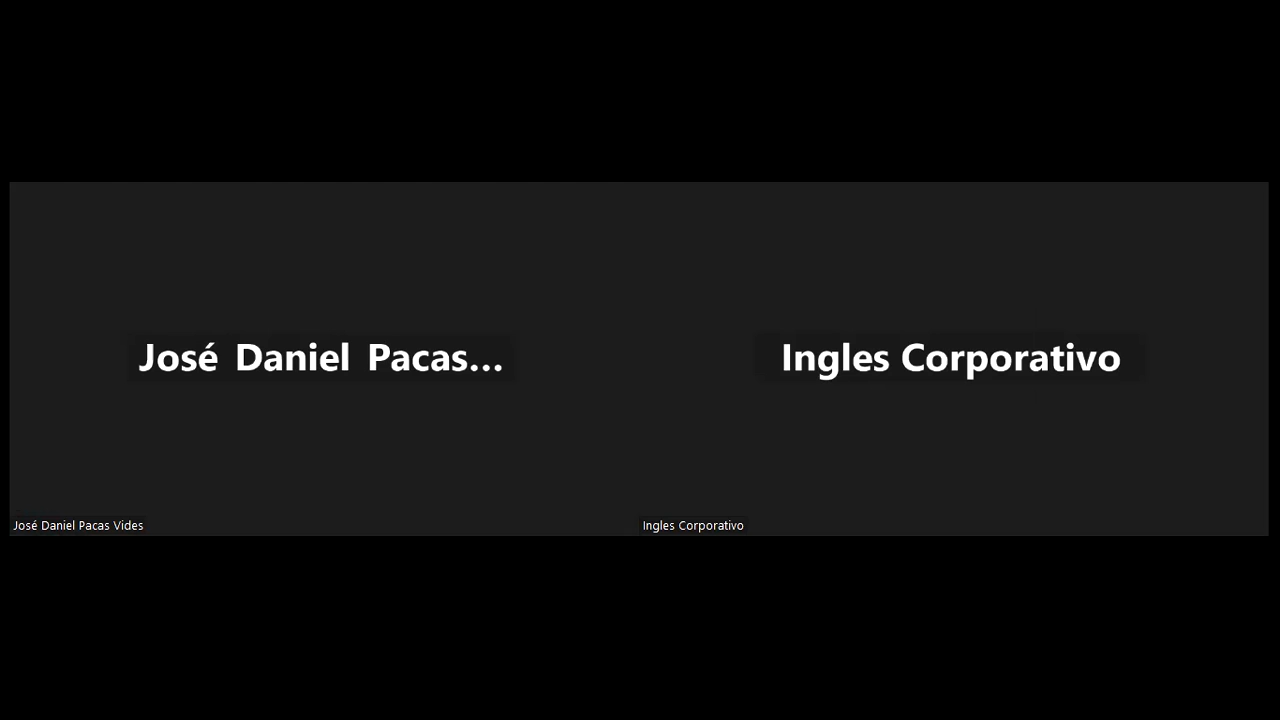 José Daniel Pacas...
Ingles Corporativo
José Daniel Pacas Vides
Ingles Corporativo